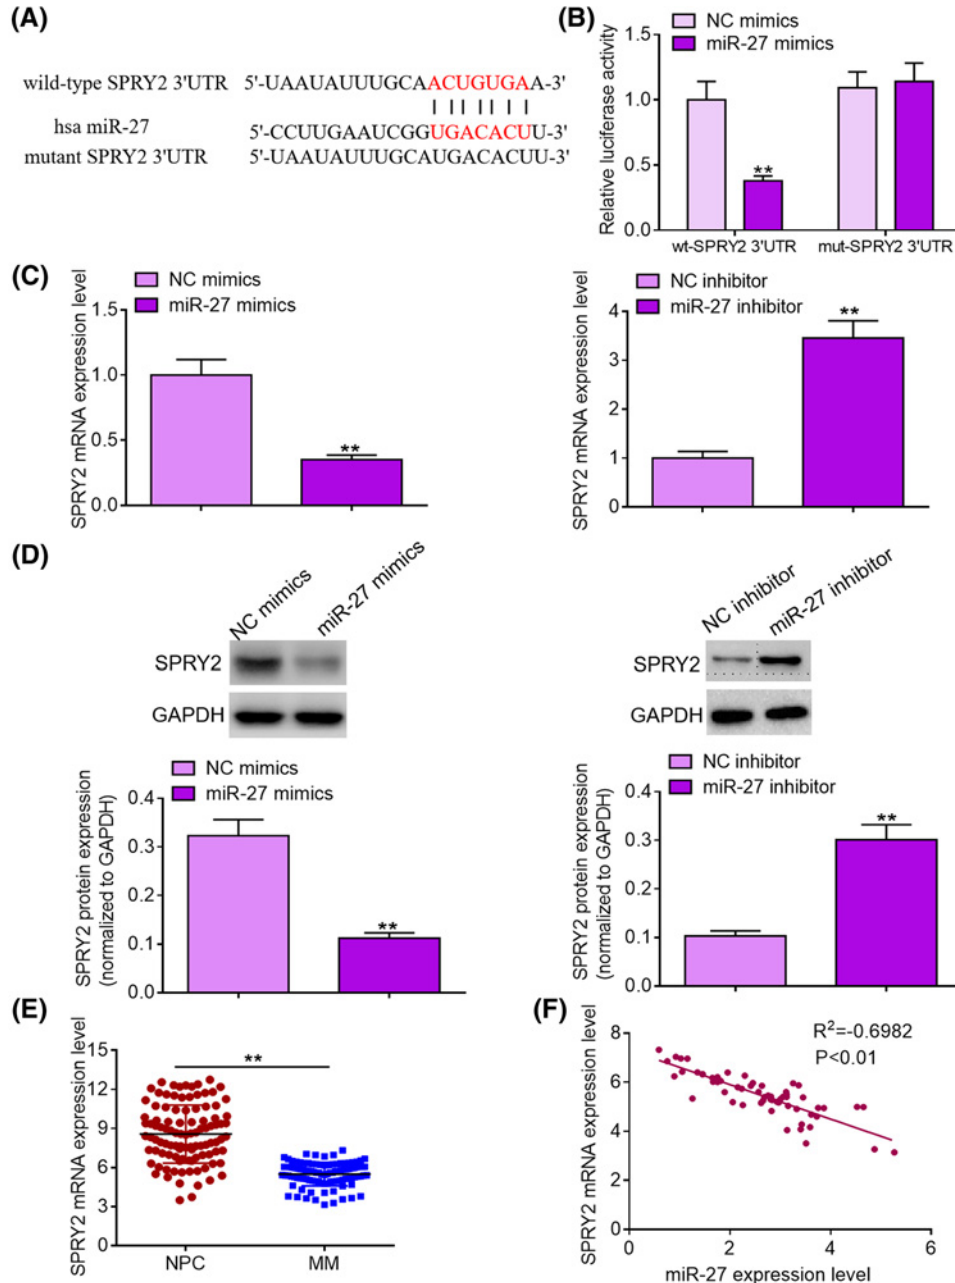 (A)
wild-type SPRY2 3'UTR 5'-UAAUAUUUGCAACUGUGAA-3'
hsa miR-27 5'-CCUUGAAUCGGUGACACUU-3'
mutant SPRY2 3'UTR 5'-UAAUAUUUGCAUGACACUU-3'
(B)
NC mimics
miR-27 mimics
Relative luciferase activity
1.5
1.0
0.5
0.0
**
wt-SPRY2 3'UTR mut-SPRY2 3'UTR
(C)
NC mimics
miR-27 mimics
SPRY2 mRNA expression level
1.5
1.0
0.5
0.0
**
NC inhibitor
miR-27 inhibitor
SPRY2 mRNA expression level
4
3
2
1
0
**
(D)
NC mimics
miR-27 mimics
SPRY2
GAPDH
NC mimics
miR-27 mimics
SPRY2 protein expression
(normalized to GAPDH)
0.4
0.3
0.2
0.1
0.0
**
NC inhibitor
miR-27 inhibitor
SPRY2
GAPDH
NC inhibitor
miR-27 inhibitor
SPRY2 protein expression
(normalized to GAPDH)
0.4
0.3
0.2
0.1
0.0
**
(E)
SPRY2 mRNA expression level
15
12
9
6
3
0
**
NPC MM
(F)
SPRY2 mRNA expression level
8
6
4
2
0
R²=-0.6982
P<0.01
0 2 4 6
miR-27 expression level